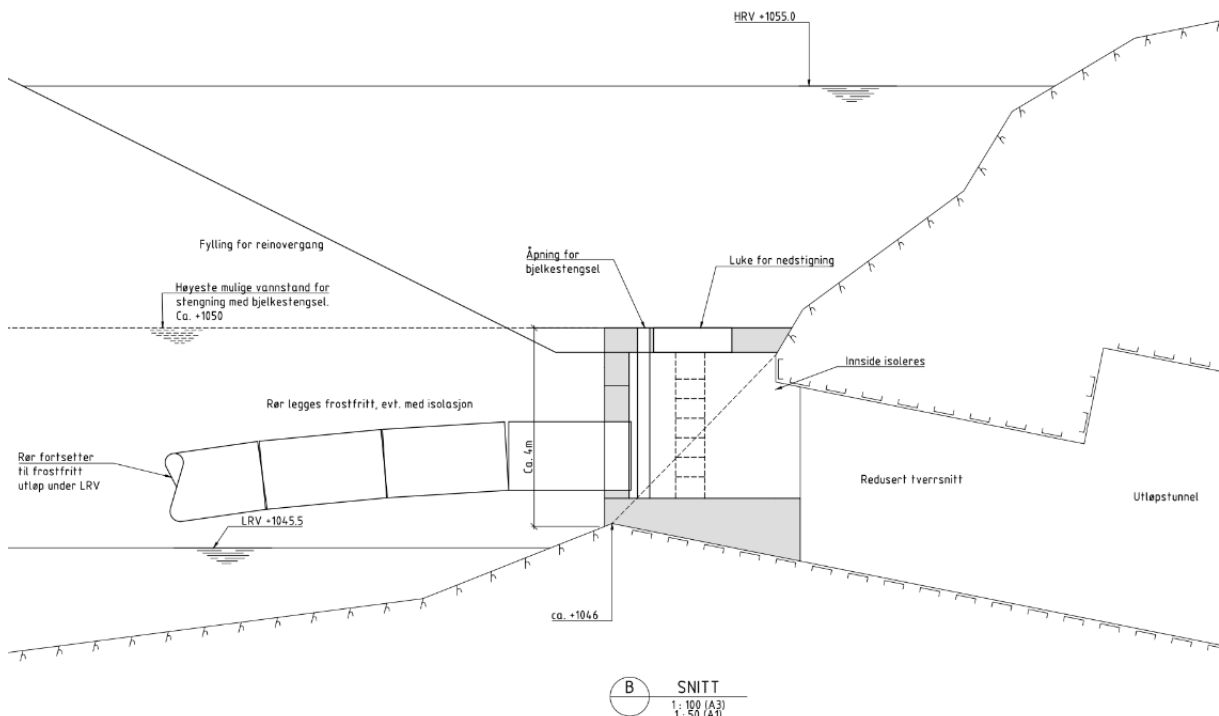 HRV +1055.0
Fylling for reinovergang
Åpning for
bjelkestengsel
Luke for nedstigning
Høyeste mulige vannstand for
stengning med bjelkestengsel.
Ca. +1050
Innside isoleres
Rør legges frostfritt, evt. med isolasjon
Ca. 4m
Rør fortsetter
til frostfritt
utløp under LRV
Redusert tverrsnitt
Utløpstunnel
LRV +1045.5
ca. +1046
B
SNITT
1 : 100 (A3)
1 : 50 (A1)